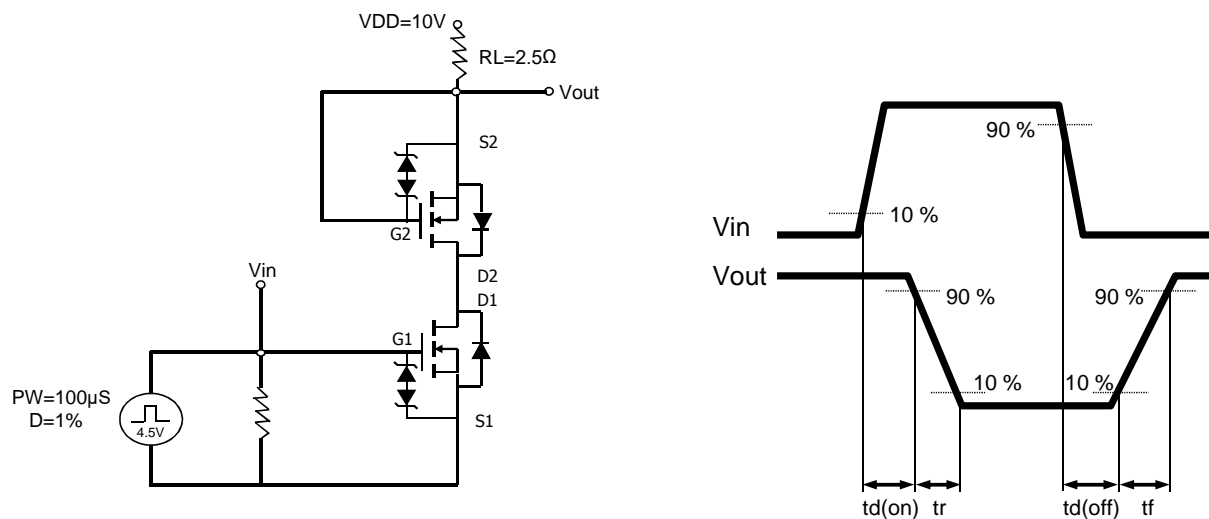 VDD=10V
RL=2.5Ω
Vout
S2
G2
D2
D1
Vin
G1
PW=100µS
D=1%
4.5V
S1
90 %
10 %
Vin
Vout
90 %
90 %
10 %
10 %
td(on)
tr
td(off)
tf